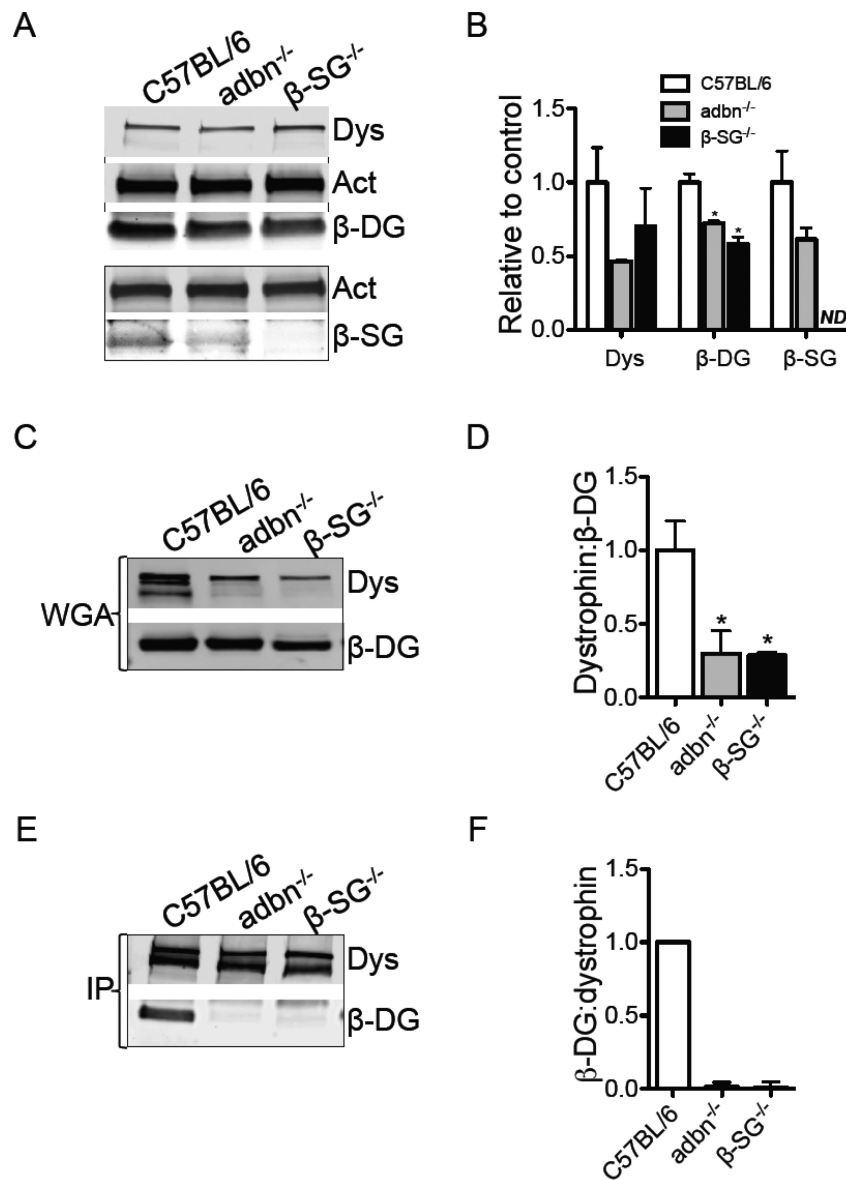 A
C57BL/6 adbn-/- β-SG-/-
Dys
Act
β-DG
Act
β-SG
B
C57BL/6
adbn-/-
β-SG-/-
Relative to control
1.5
1.0
0.5
0.0
* *
ND
Dys β-DG β-SG
C
C57BL/6 adbn-/- β-SG-/-
WGA
Dys
β-DG
D
Dystrophin:β-DG
1.5
1.0
0.5
0.0
* *
C57BL/6 adbn-/- β-SG-/-
E
C57BL/6 adbn-/- β-SG-/-
IP
Dys
β-DG
F
β-DG:dystrophin
1.5
1.0
0.5
0.0
C57BL/6 adbn-/- β-SG-/-